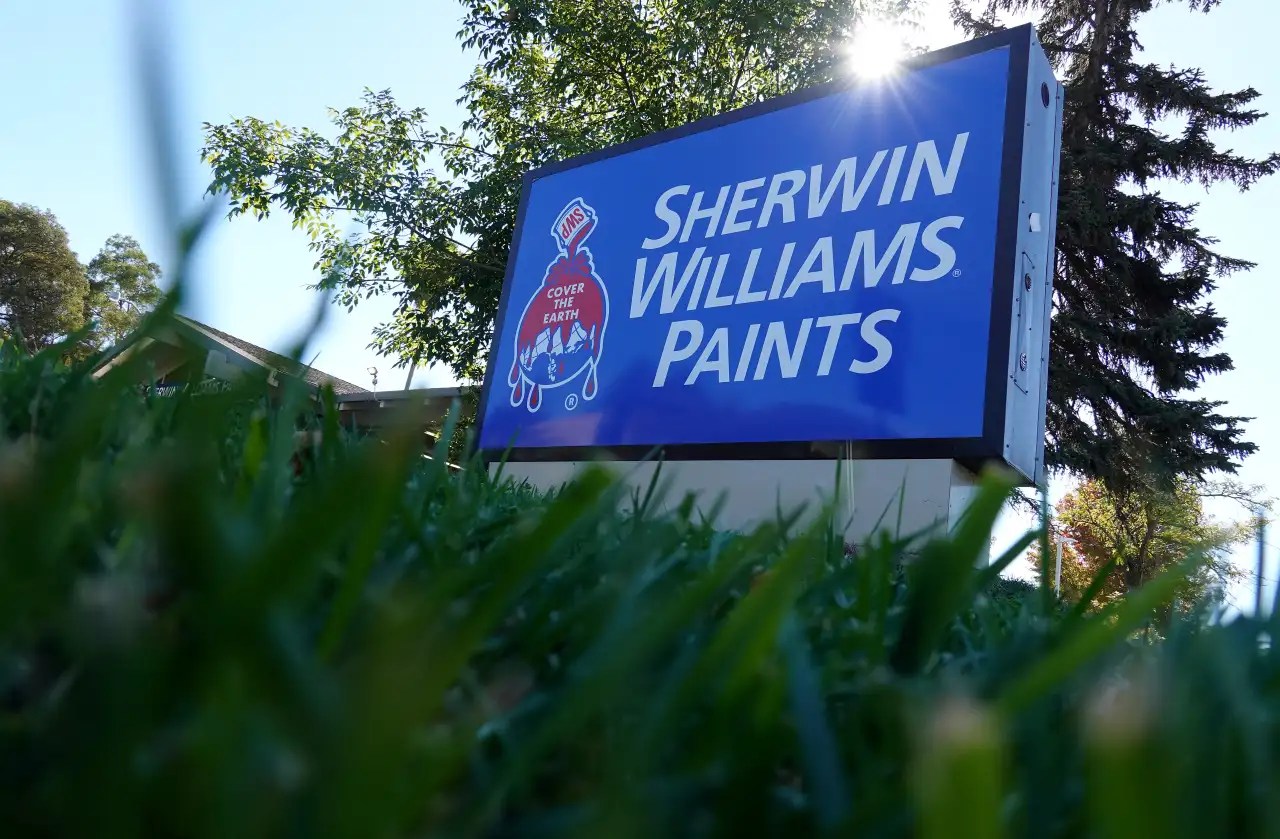 SWP
COVER
THE
EARTH
®
SHERWIN
WILLIAMS®
PAINTS